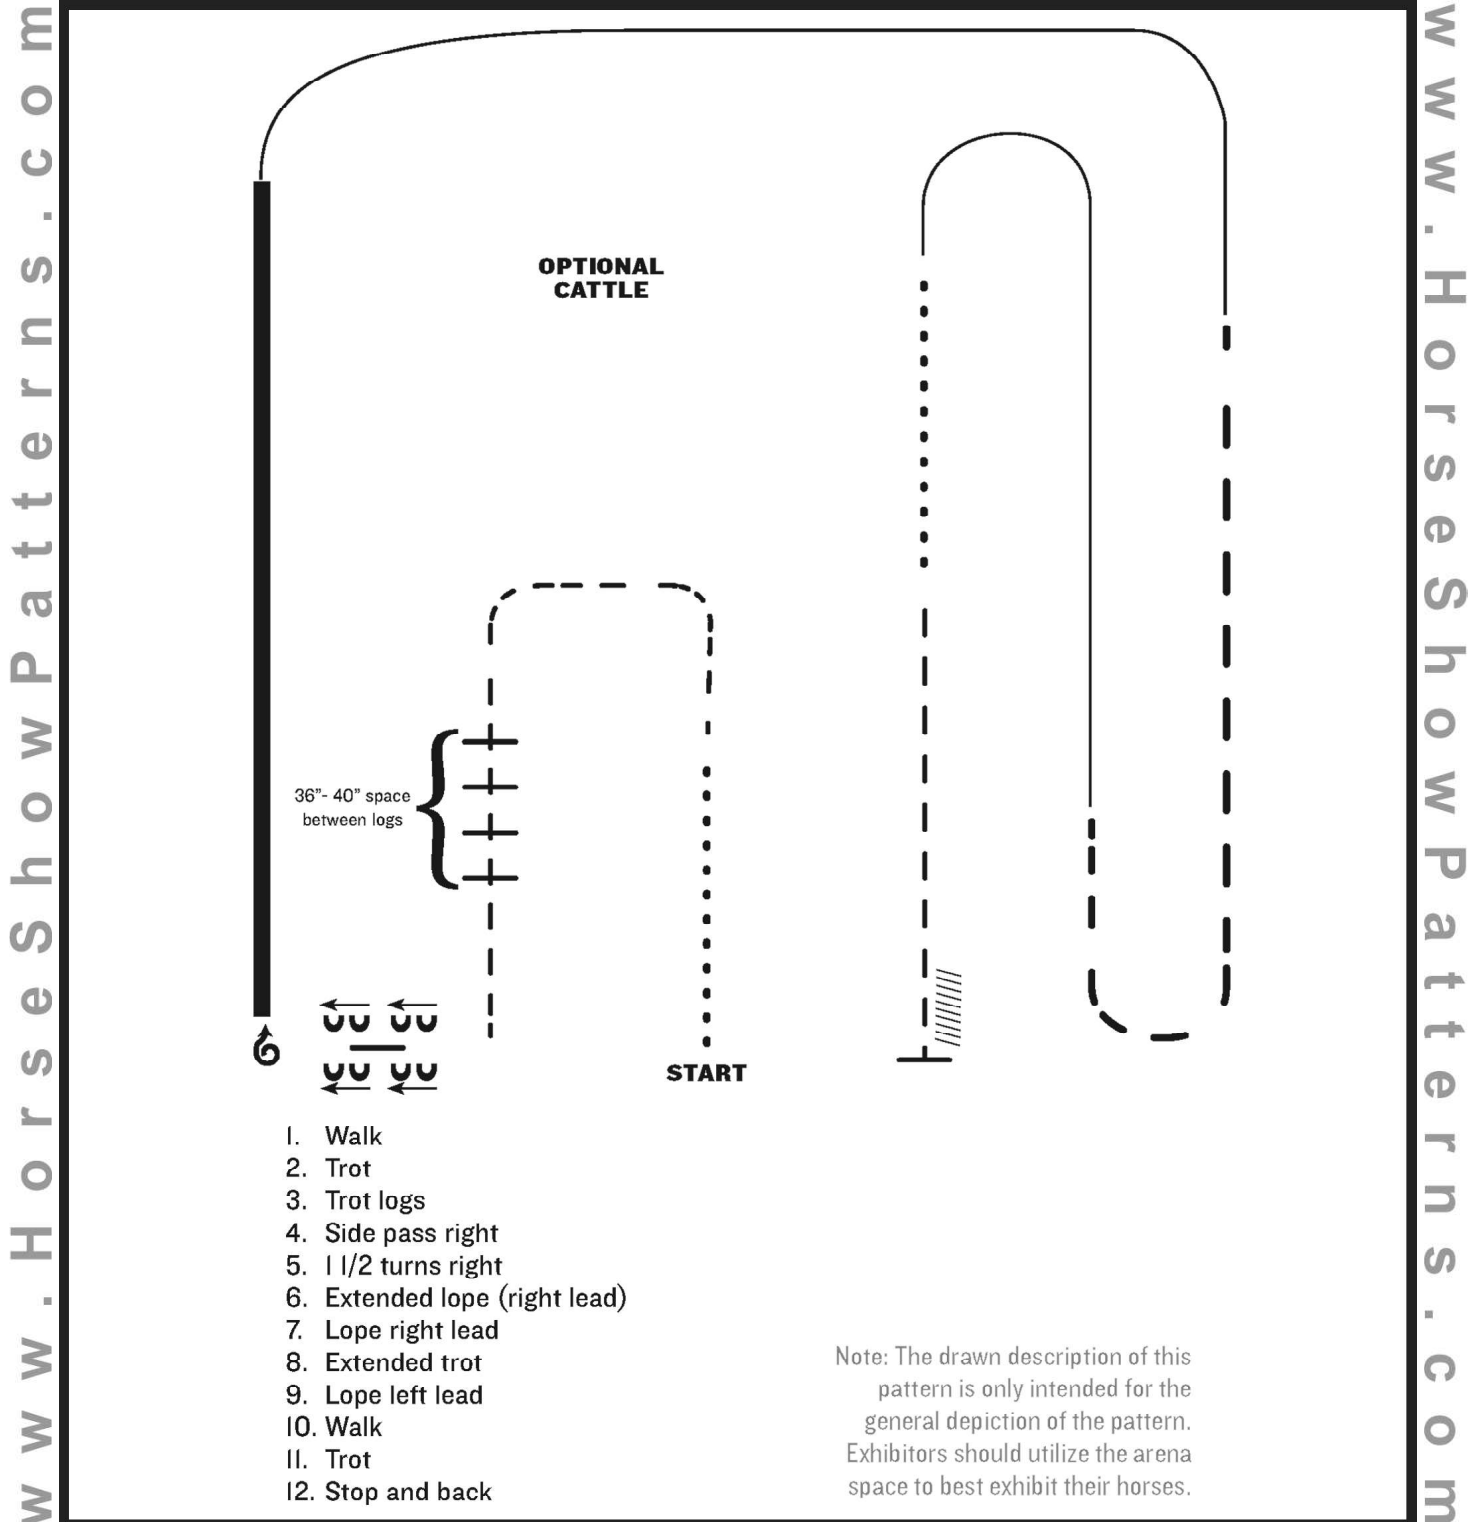 www.HorseShowPatterns.com
OPTIONAL
CATTLE
36”- 40” space
between logs
START
1. Walk
2. Trot
3. Trot logs
4. Side pass right
5. 1 1/2 turns right
6. Extended lope (right lead)
7. Lope right lead
8. Extended trot
9. Lope left lead
10. Walk
11. Trot
12. Stop and back
Note: The drawn description of this
pattern is only intended for the
general depiction of the pattern.
Exhibitors should utilize the arena
space to best exhibit their horses.
www.HorseShowPatterns.com